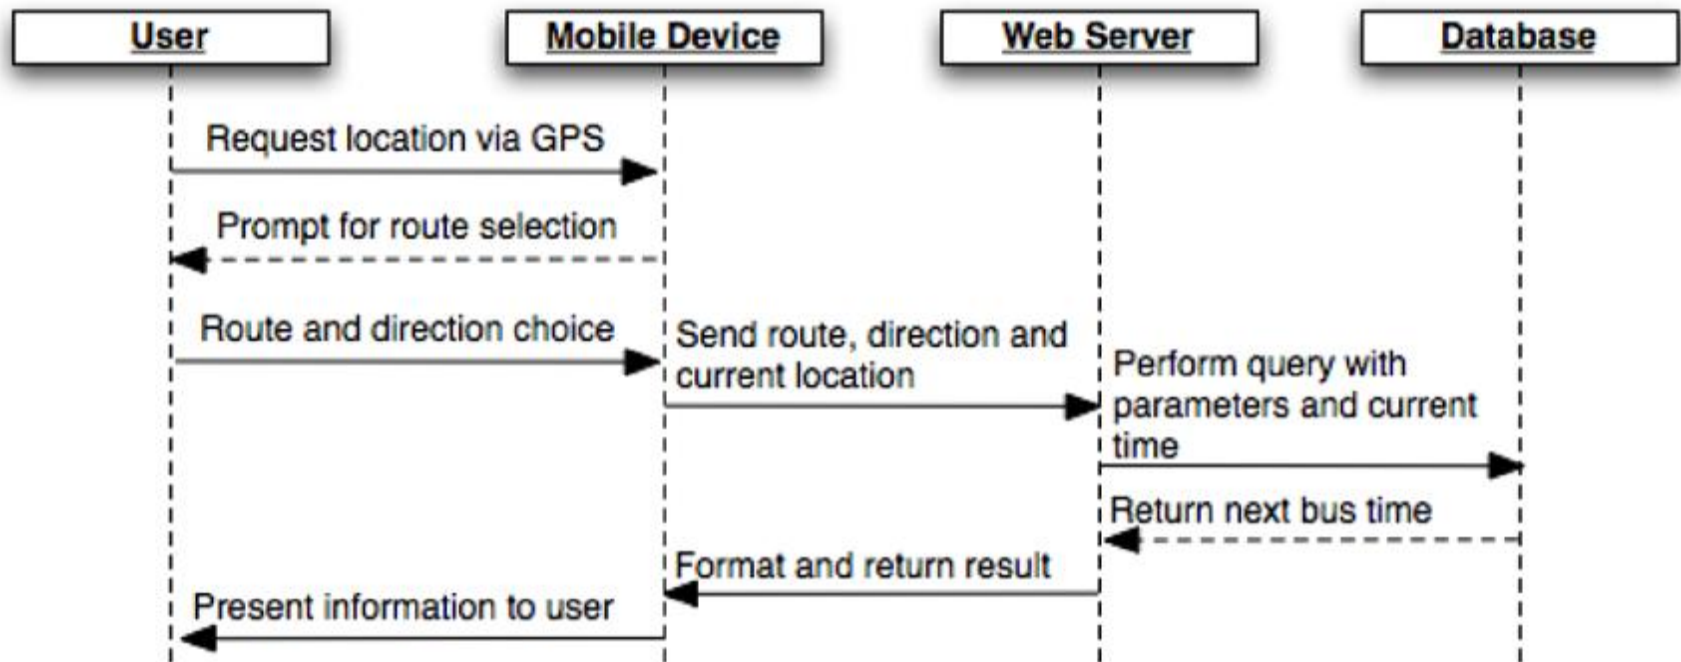 User
Mobile Device
Web Server
Database
Request location via GPS
Prompt for route selection
Route and direction choice
Send route, direction and
current location
Perform query with
parameters and current
time
Return next bus time
Format and return result
Present information to user